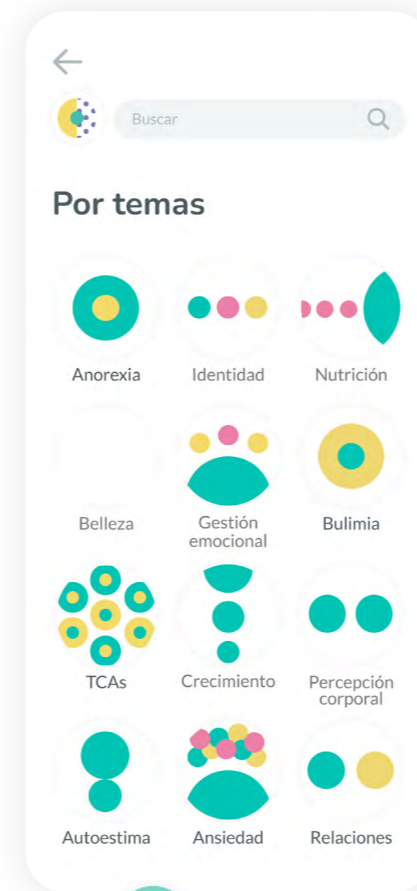 Buscar
Por temas
Anorexia
Identidad
Nutrición
Belleza
Gestión
emocional
Bulimia
TCAs
Crecimiento
Percepción
corporal
Autoestima
Ansiedad
Relaciones